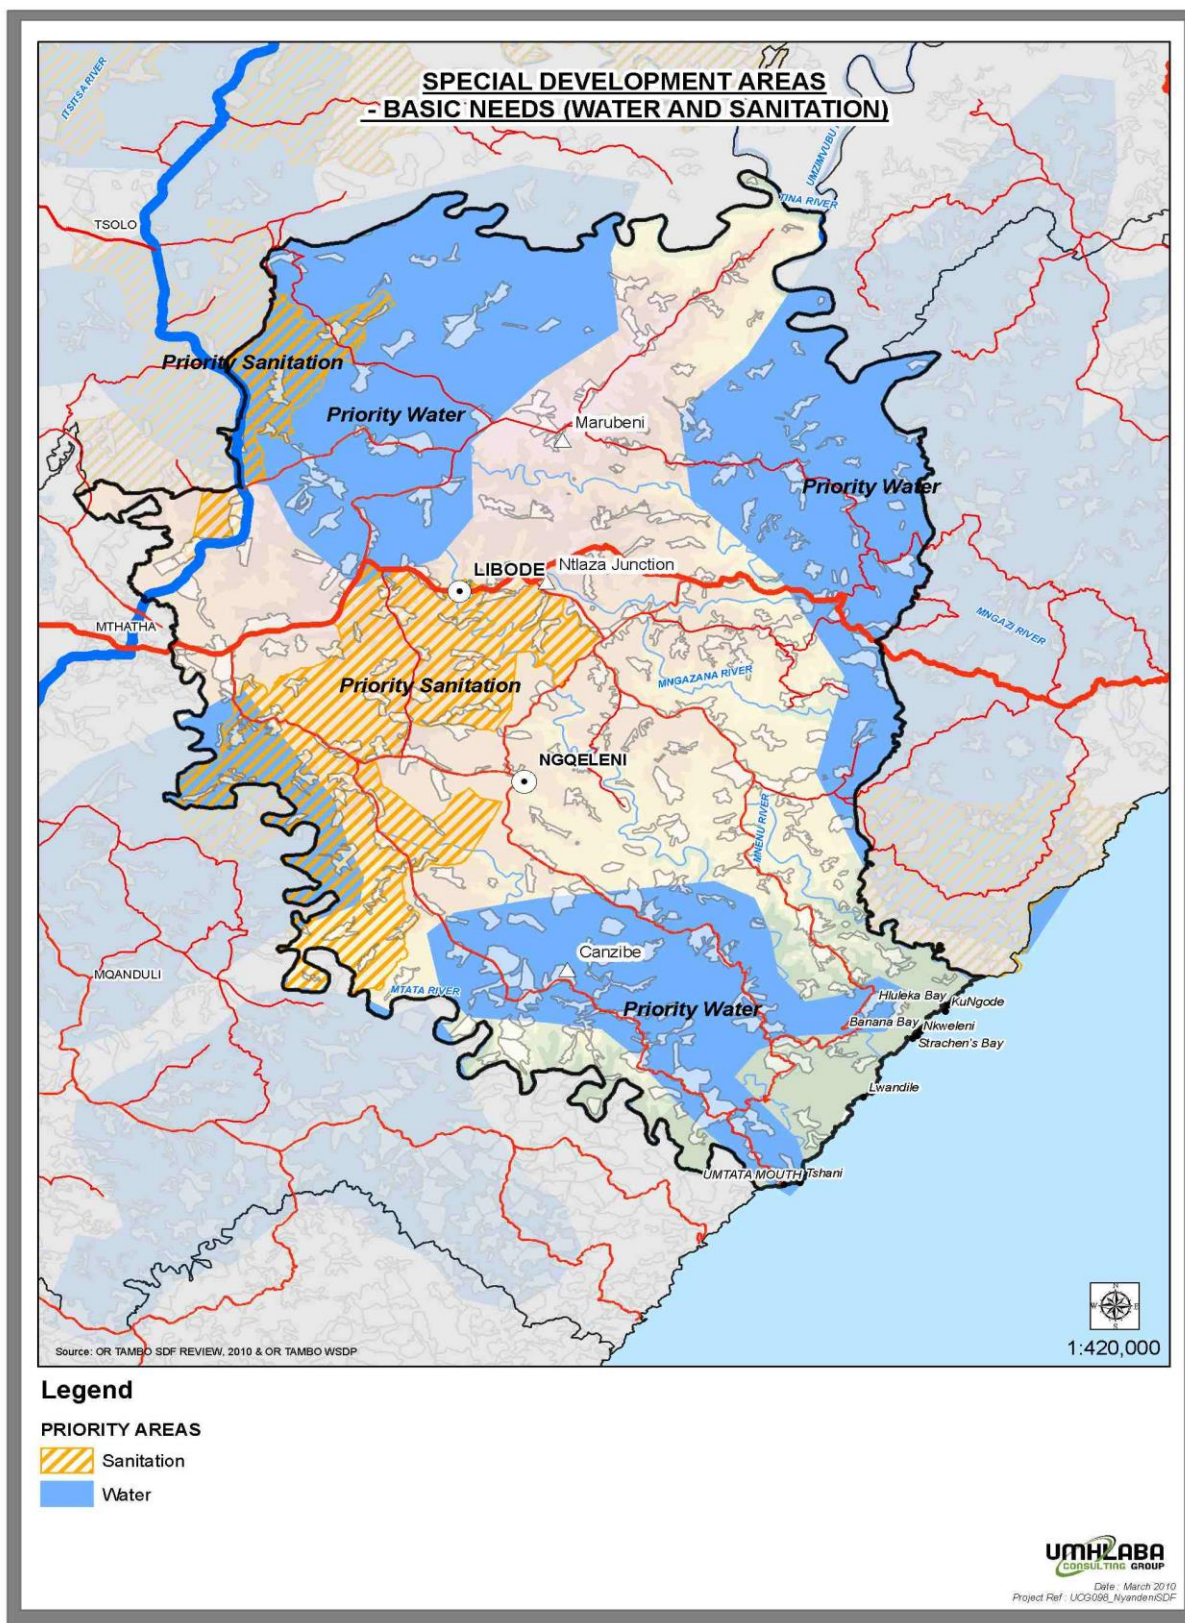 SPECIAL DEVELOPMENT AREAS
- BASIC NEEDS (WATER AND SANITATION)
ITSITSA RIVER
UMZIMVUBU
TINA RIVER
TSOLO
Priority Sanitation
Priority Water
Marubeni
Priority Water
LIBODE
Ntlaza Junction
MTHATHA
MNGAZI RIVER
Priority Sanitation
MNGAZANA RIVER
NGQELENI
MNENU RIVER
Canzibe
MQANDULI
MTATA RIVER
Priority Water
Hluleka Bay
KuNgode
Banana Bay
Nkweleni
Strachen's Bay
Lwandile
UMTATA MOUTH
Tshani
N
W E
S
1:420,000
Source: OR TAMBO SDF REVIEW, 2010 & OR TAMBO WSDP
Legend
PRIORITY AREAS
Sanitation
Water
UMHLABA
CONSULTING GROUP
Date : March 2010
Project Ref : UCG098_NyandeniSDF